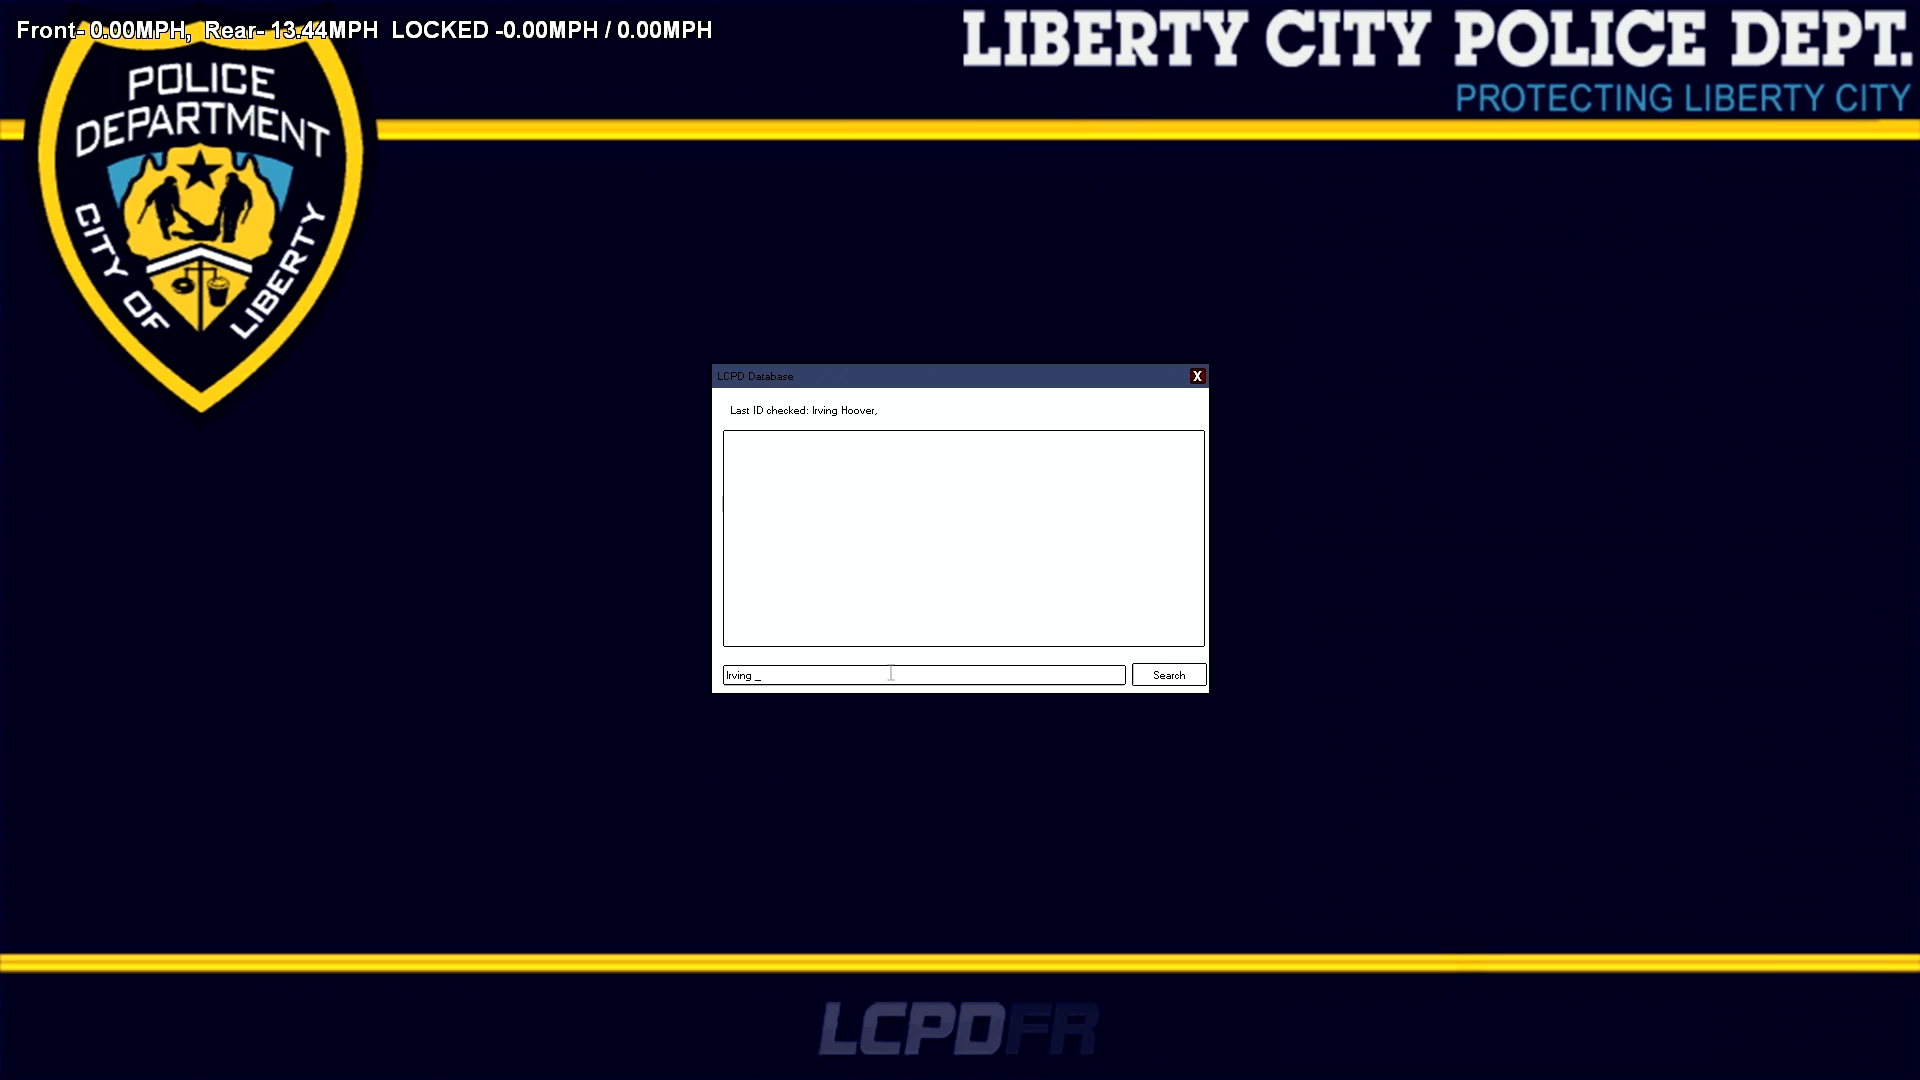 Front- 0.00MPH, Rear- 13.44MPH LOCKED -0.00MPH / 0.00MPH
LIBERTY CITY POLICE DEPT.
PROTECTING LIBERTY CITY
POLICE
DEPARTMENT
CITY OF LIBERTY
LCPD Database
X
Last ID checked: Irving Hoover,
Irving _
Search
LCPDFR